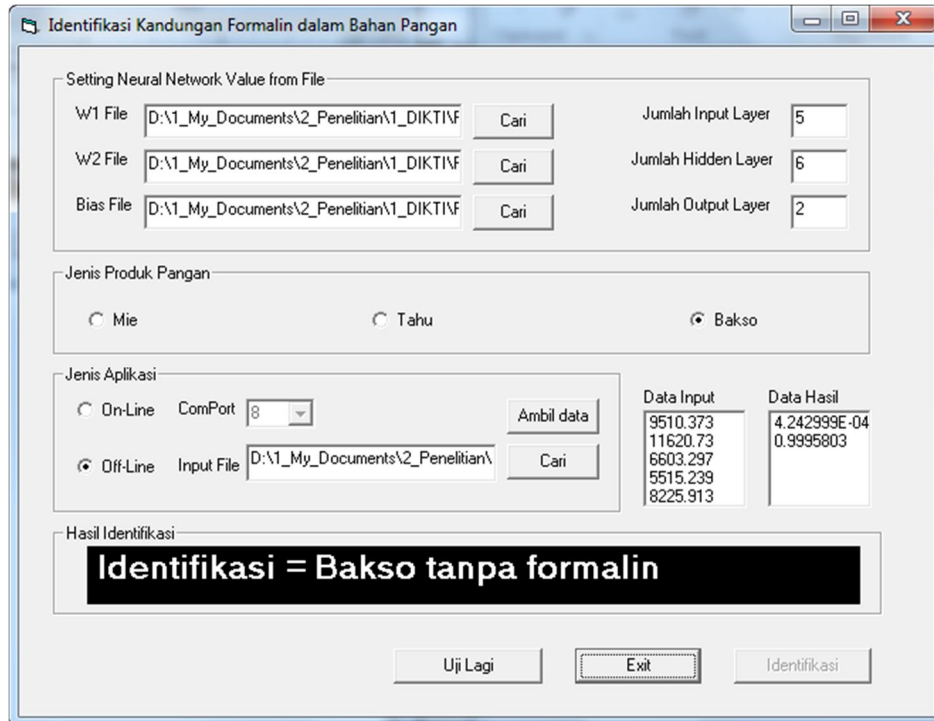 Identifikasi Kandungan Formalin dalam Bahan Pangan
Setting Neural Network Value from File
W1 File D:\1_My_Documents\2_Penelitian\1_DIKTI\F Cari Jumlah Input Layer 5
W2 File D:\1_My_Documents\2_Penelitian\1_DIKTI\F Cari Jumlah Hidden Layer 6
Bias File D:\1_My_Documents\2_Penelitian\1_DIKTI\F Cari Jumlah Output Layer 2
Jenis Produk Pangan
Mie Tahu Bakso
Jenis Aplikasi
On-Line ComPort 8 Ambil data
Off-Line Input File D:\1_My_Documents\2_Penelitian\ Cari
Data Input
9510.373
11620.73
6603.297
5515.239
8225.913
Data Hasil
4.242999E-04
0.9995803
Hasil Identifikasi
Identifikasi = Bakso tanpa formalin
Uji Lagi Exit Identifikasi